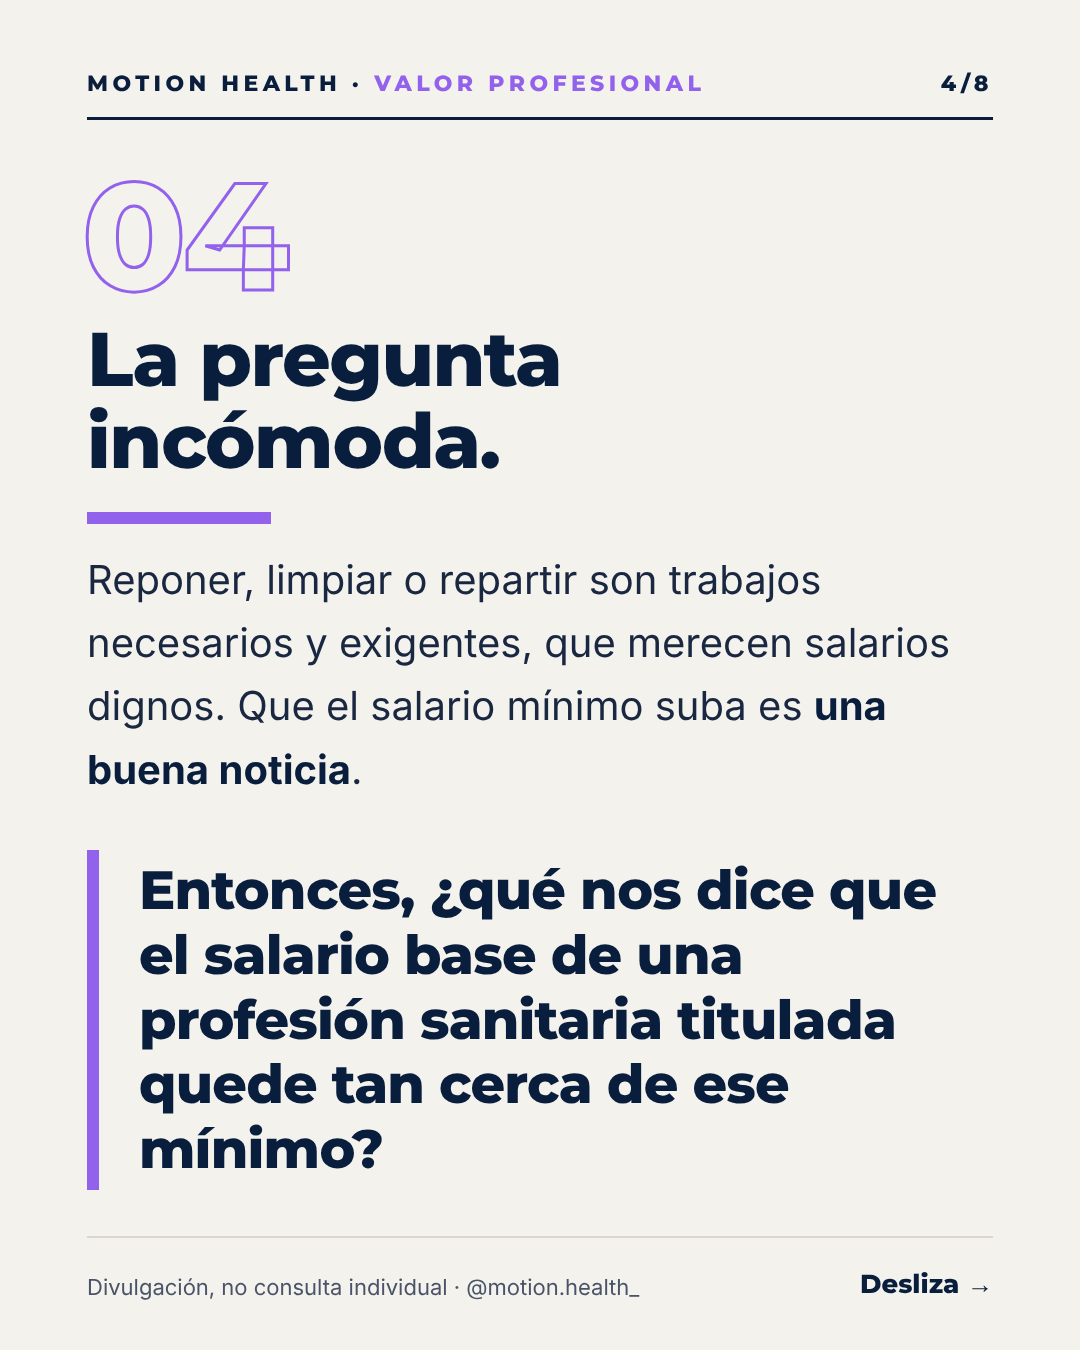 MOTION HEALTH · VALOR PROFESIONAL 4/8
04
La pregunta
incómoda.
Reponer, limpiar o repartir son trabajos
necesarios y exigentes, que merecen salarios
dignos. Que el salario mínimo suba es una
buena noticia.
Entonces, ¿qué nos dice que
el salario base de una
profesión sanitaria titulada
quede tan cerca de ese
mínimo?
Divulgación, no consulta individual · @motion.health_ Desliza →